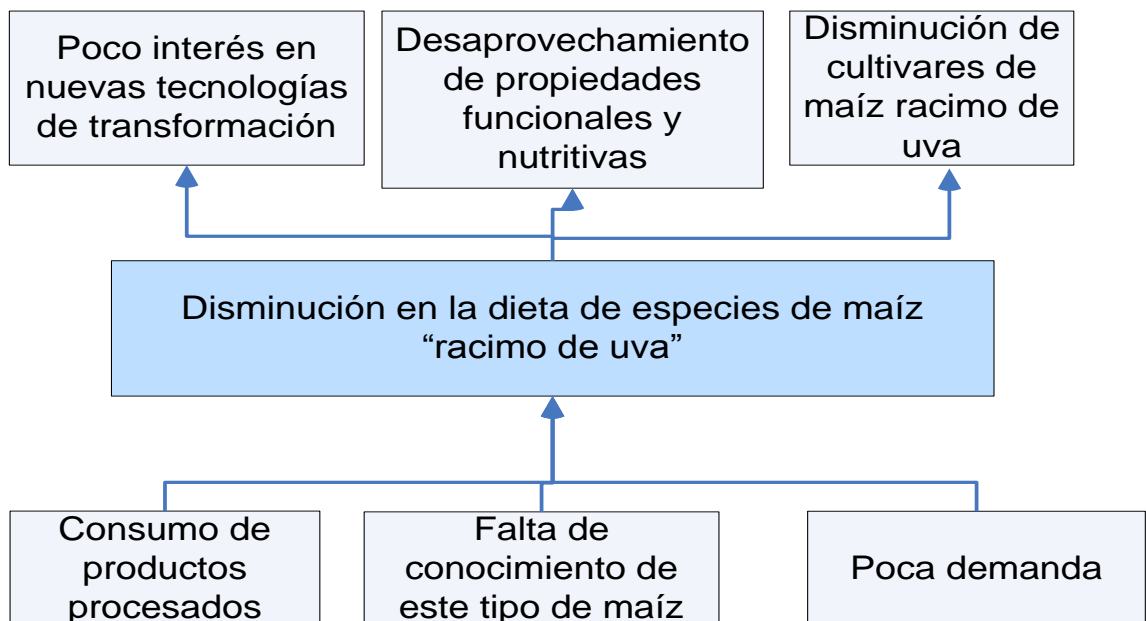 Poco interés en
nuevas tecnologías
de transformación
Desaprovechamiento
de propiedades
funcionales y
nutritivas
Disminución de
cultivares de
maíz racimo de
uva
Disminución en la dieta de especies de maíz
“racimo de uva”
Consumo de
productos
procesados
Falta de
conocimiento de
este tipo de maíz
Poca demanda